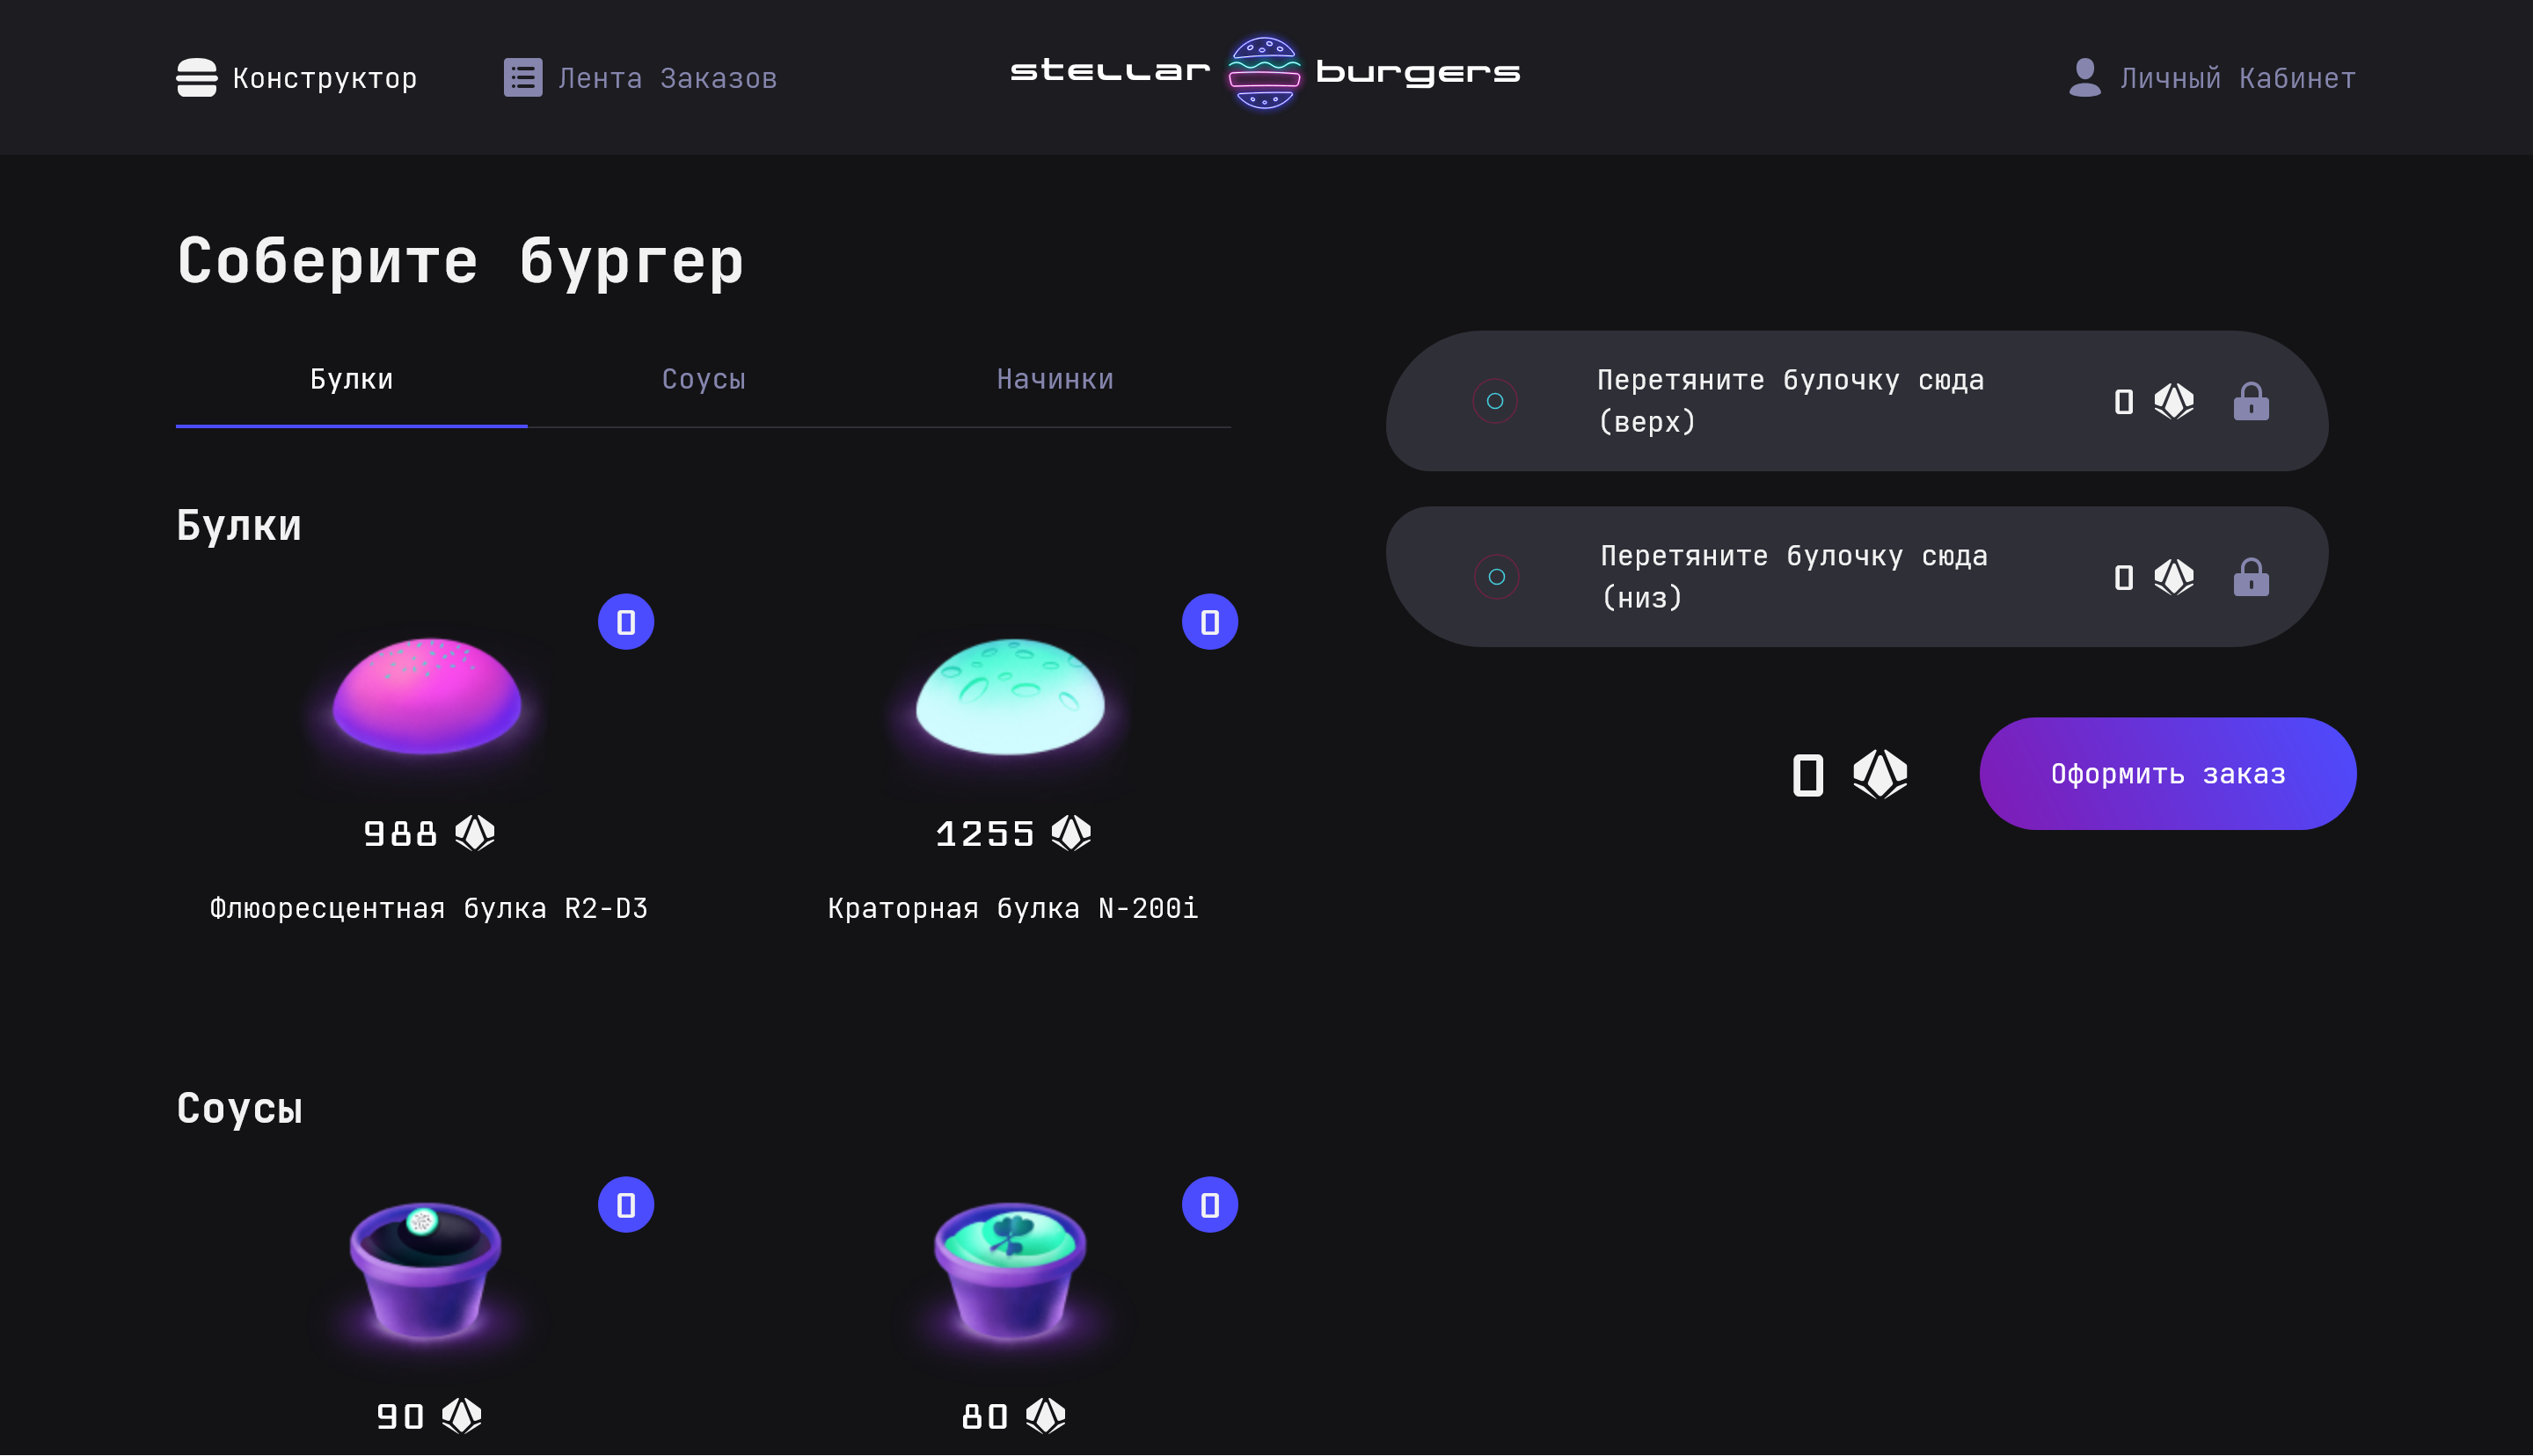 Конструктор
Лента Заказов
stellar burgers
Личный Кабинет
Соберите бургер
Булки
Соусы
Начинки
Булки
0
988
Флюоресцентная булка R2-D3
0
1255
Краторная булка N-200i
Соусы
0
90
0
80
Перетяните булочку сюда
(верх)
0
Перетяните булочку сюда
(низ)
0
0
Оформить заказ